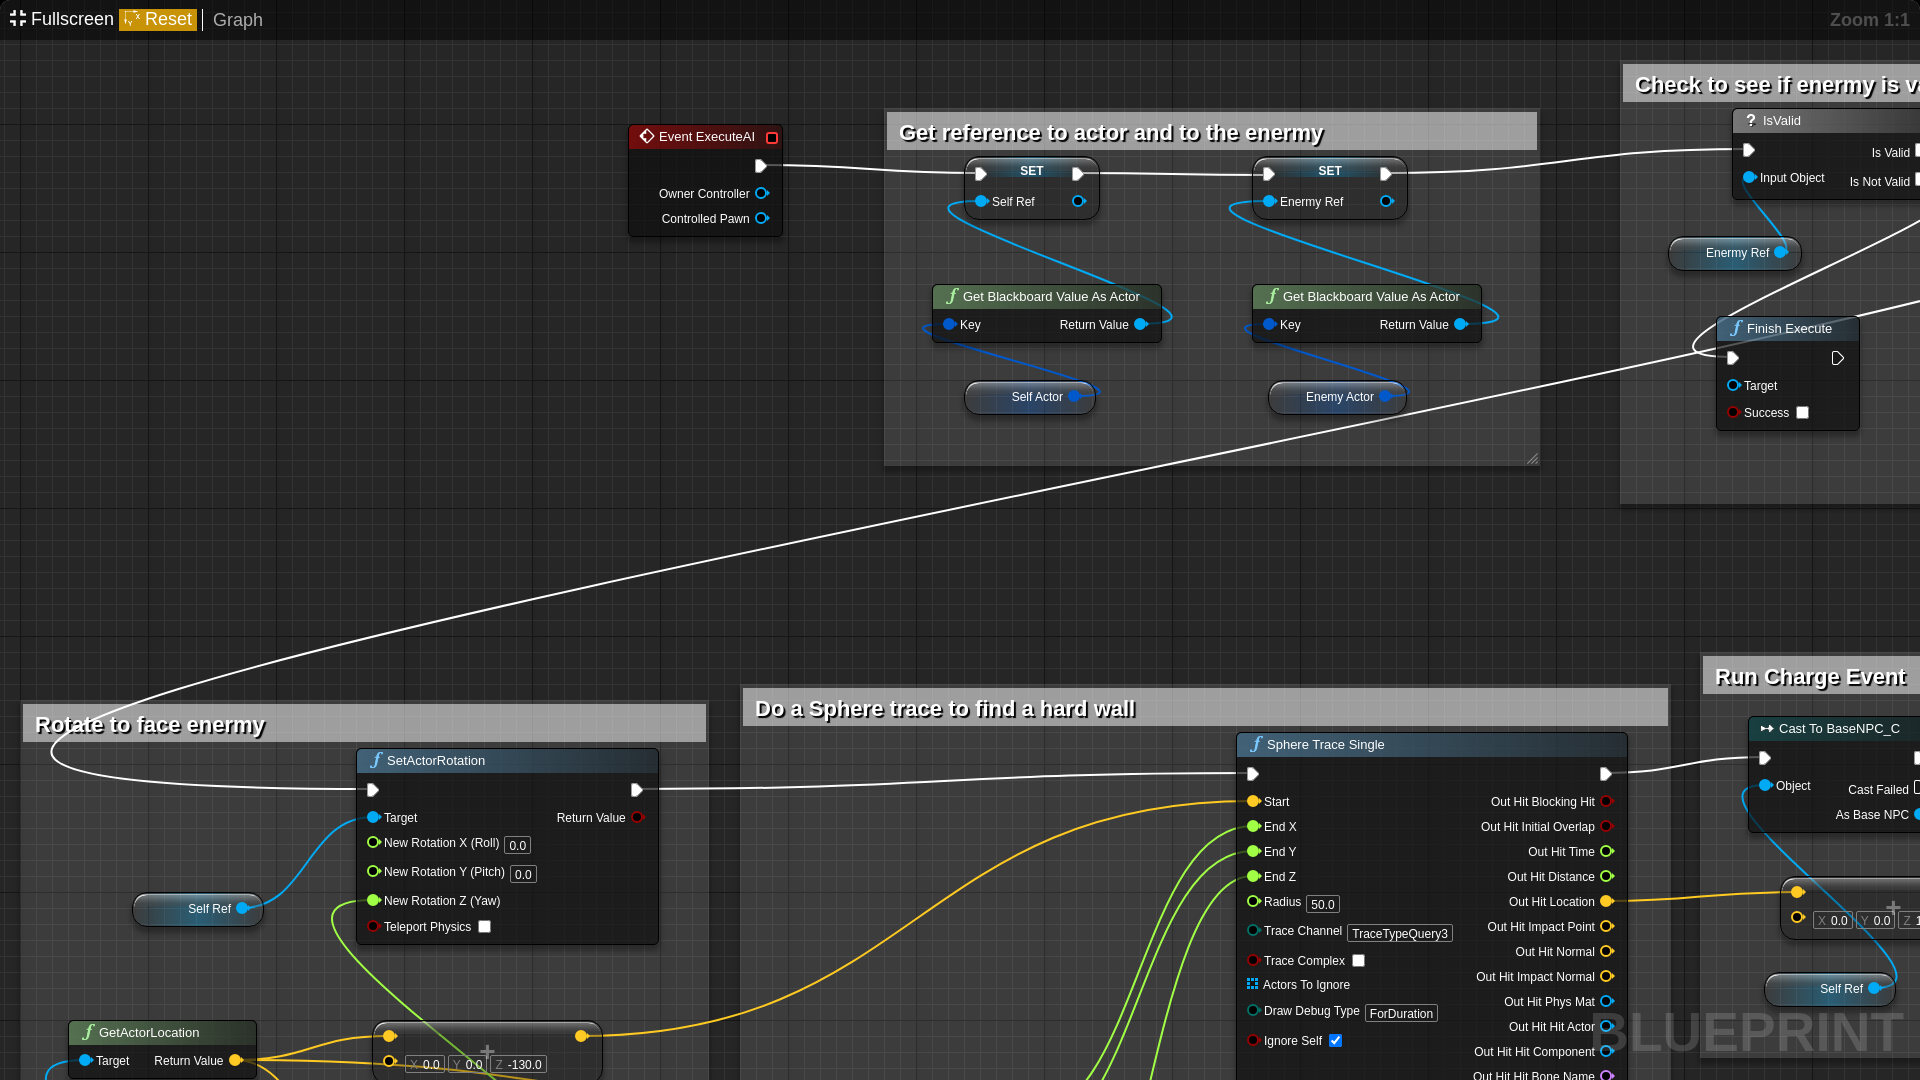 Fullscreen Reset Graph Zoom 1:1
Check to see if enermy is va
IsValid
Is Valid
Input Object Is Not Valid
Enermy Ref
Finish Execute
Target
Success
Event ExecuteAI
Owner Controller
Controlled Pawn
Get reference to actor and to the enermy
SET
Self Ref
SET
Enermy Ref
Get Blackboard Value As Actor
Key Return Value
Get Blackboard Value As Actor
Key Return Value
Self Actor
Enemy Actor
Rotate to face enermy
SetActorRotation
Target Return Value
New Rotation X (Roll) 0.0
New Rotation Y (Pitch) 0.0
New Rotation Z (Yaw)
Teleport Physics
Self Ref
GetActorLocation
Target Return Value
X 0.0 Y 0.0 Z -130.0
Do a Sphere trace to find a hard wall
Sphere Trace Single
Start Out Hit Blocking Hit
End X Out Hit Initial Overlap
End Y Out Hit Time
End Z Out Hit Distance
Radius 50.0 Out Hit Location
Trace Channel TraceTypeQuery3 Out Hit Impact Point
Trace Complex Out Hit Normal
Actors To Ignore Out Hit Impact Normal
Draw Debug Type ForDuration Out Hit Phys Mat
Ignore Self Out Hit Hit Actor
Out Hit Hit Component
Out Hit Hit Bone Name
Run Charge Event
Cast To BaseNPC_C
Object Cast Failed
As Base NPC
X 0.0 Y 0.0 Z 1
Self Ref
BLUEPRINT